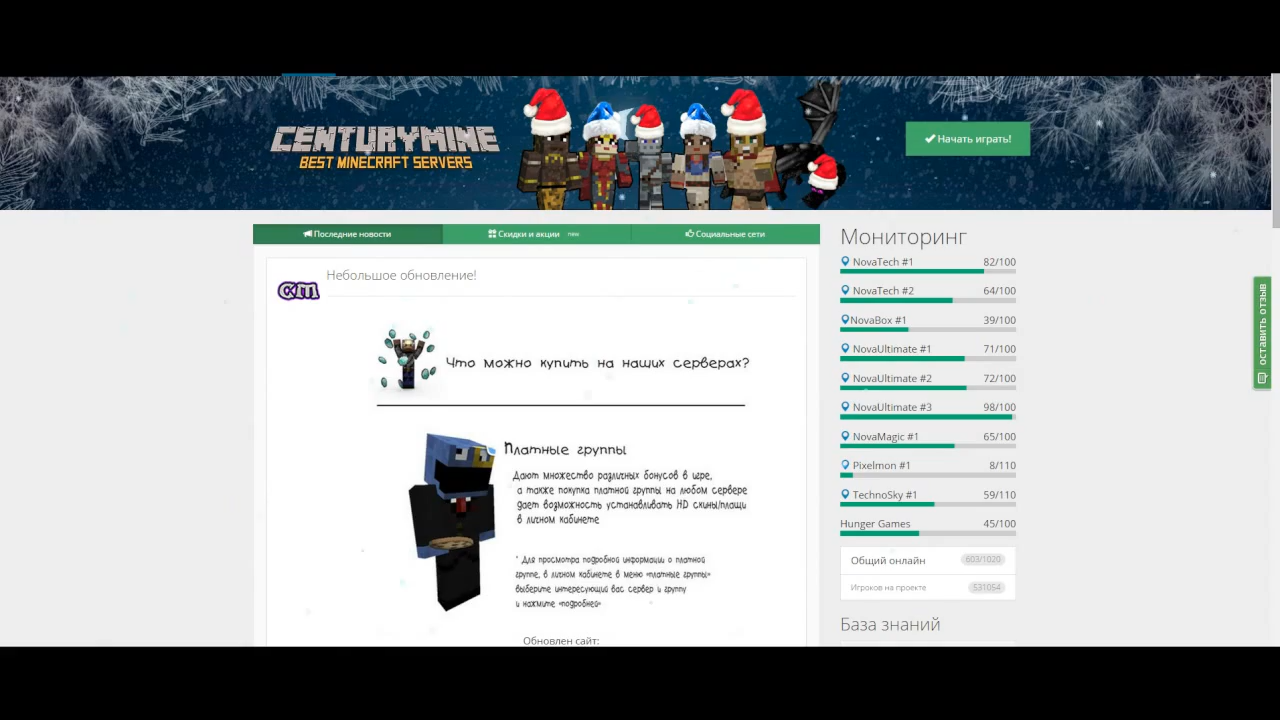 CENTURYMINE
BEST MINECRAFT SERVERS
Начать играть!
Последние новости
Скидки и акции new
Социальные сети
Небольшое обновление!
cm
Что можно купить на наших серверах?
Платные группы
Дают множество различных бонусов в игре,
а также покупка платной группы на любом сервере
дает возможность устанавливать HD скины/плащи
в личном кабинете
* Для просмотра подробной информации о платной
группе, в личном кабинете в меню «платные группы»
выберите интересующий вас сервер и группу
и нажмите «подробней»
Обновлен сайт:
Мониторинг
NovaTech #1 82/100
NovaTech #2 64/100
NovaBox #1 39/100
NovaUltimate #1 71/100
NovaUltimate #2 72/100
NovaUltimate #3 98/100
NovaMagic #1 65/100
Pixelmon #1 8/110
TechnoSky #1 59/110
Hunger Games 45/100
Общий онлайн 603/1020
Игроков на проекте 531054
База знаний
оставить отзыв